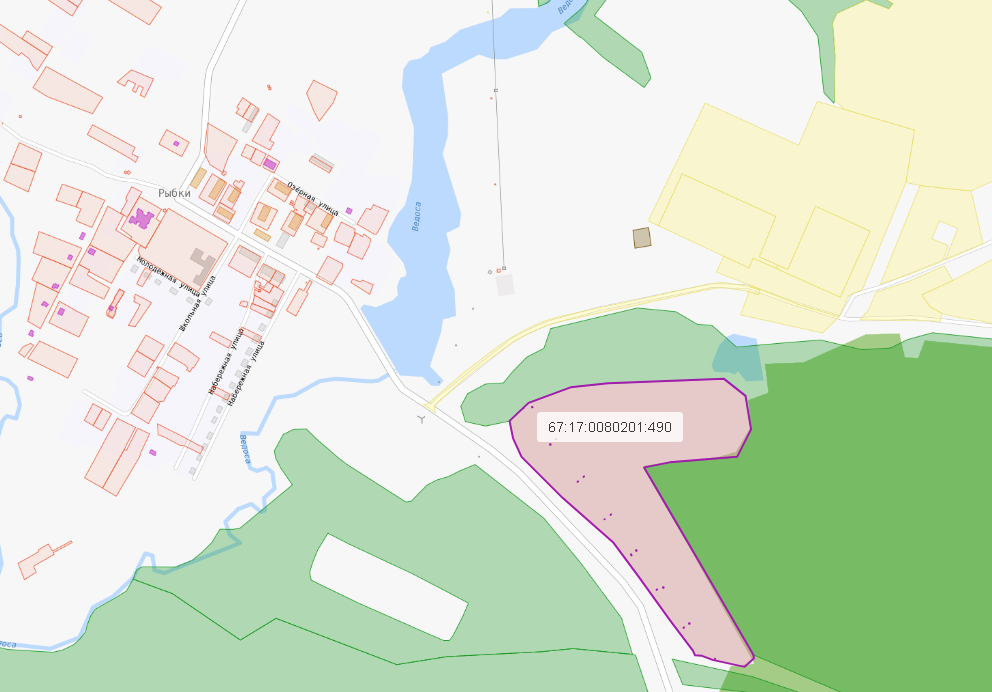 Ведоса
Озёрная улица
Рыбки
Ведоса
Молодёжная улица
Школьная улица
Набережная улица
Набережная улица
67:17:0080201:490
Ведоса